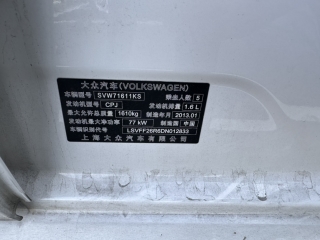 大众汽车(VOLKSWAGEN)
车辆型号 SVW71611KS 乘坐人数 5
发动机型号 CPJ 发动机排量 1.6 L
最大允许总质量 1610kg 制造年月 2013.01
发动机最大净功率 77 kW 制造国 中国
车辆识别代号 LSVFF26R6DN012833
上海大众汽车有限公司